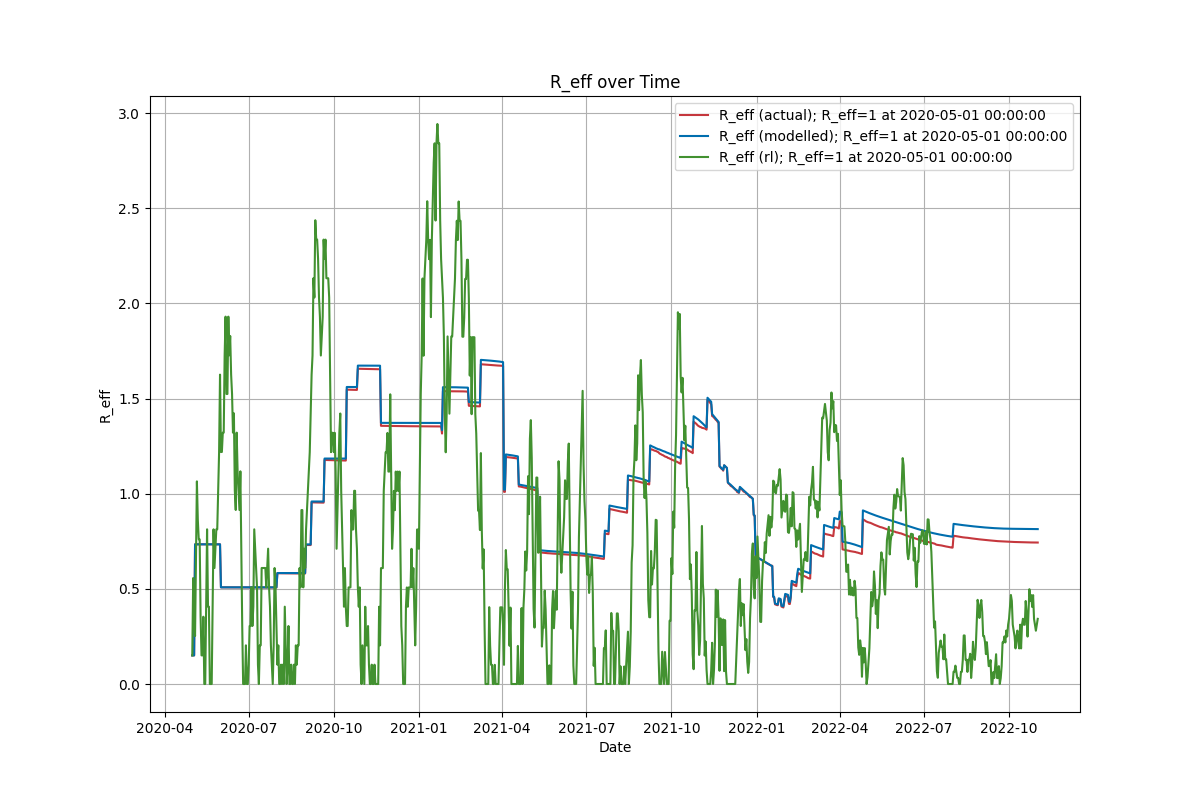 R_eff over Time
R_eff (actual); R_eff=1 at 2020-05-01 00:00:00
R_eff (modelled); R_eff=1 at 2020-05-01 00:00:00
R_eff (rl); R_eff=1 at 2020-05-01 00:00:00
3.0
2.5
2.0
1.5
1.0
0.5
0.0
R_eff
2020-04 2020-07 2020-10 2021-01 2021-04 2021-07 2021-10 2022-01 2022-04 2022-07 2022-10
Date